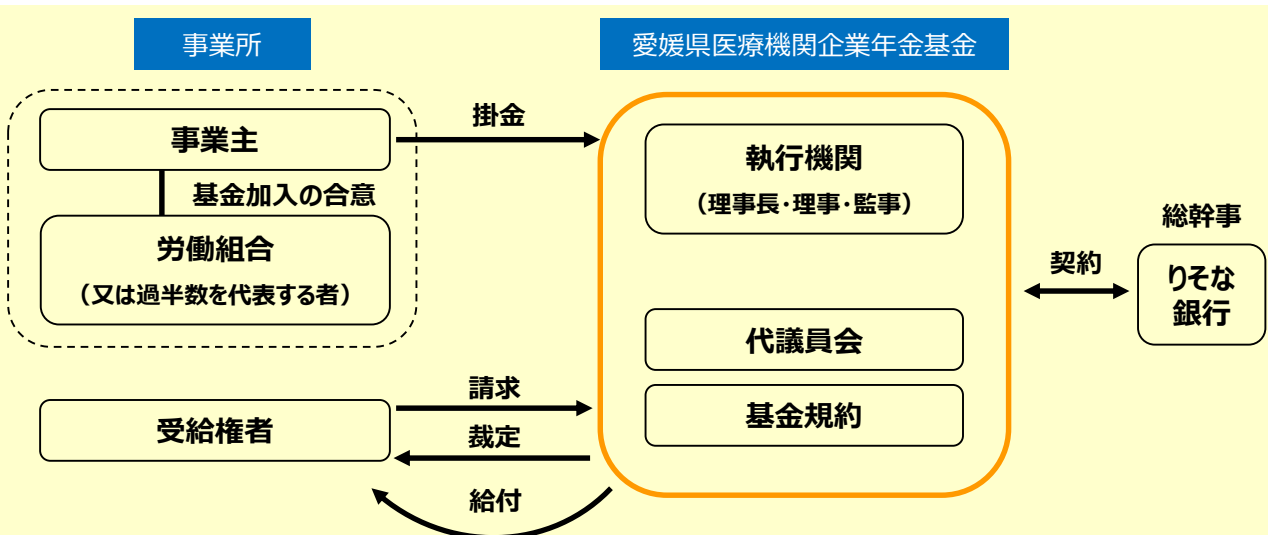 事業所
愛媛県医療機関企業年金基金
事業主
掛金
基金加入の合意
労働組合
（又は過半数を代表する者）
執行機関
（理事長・理事・監事）
総幹事
契約
りそな
銀行
代議員会
基金規約
請求
受給権者
裁定
給付